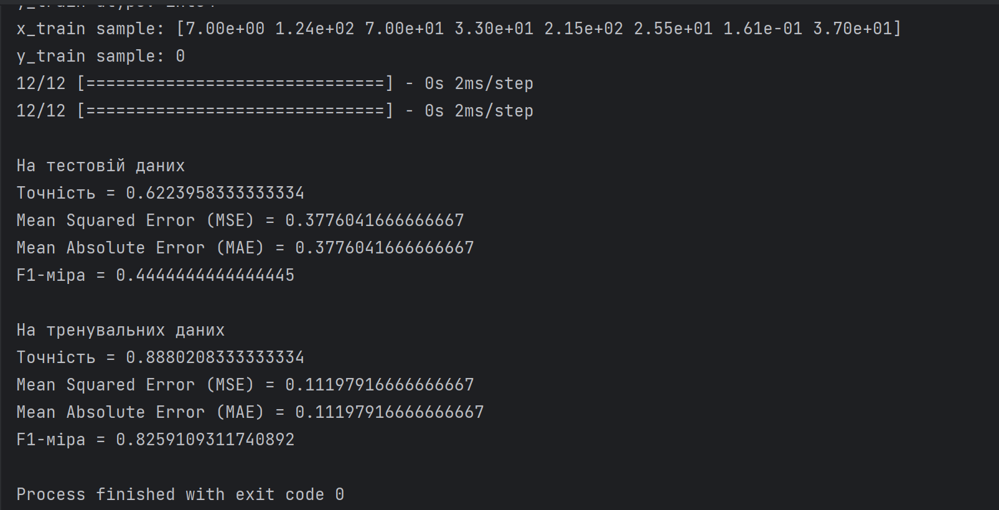 x_train sample: [7.00e+00 1.24e+02 7.00e+01 3.30e+01 2.15e+02 2.55e+01 1.61e-01 3.70e+01]
y_train sample: 0
12/12 [==============================] - 0s 2ms/step
12/12 [==============================] - 0s 2ms/step
На тестовій даних
Точність = 0.6223958333333334
Mean Squared Error (MSE) = 0.3776041666666667
Mean Absolute Error (MAE) = 0.3776041666666667
F1-міра = 0.4444444444444445
На тренувальних даних
Точність = 0.8880208333333334
Mean Squared Error (MSE) = 0.11197916666666667
Mean Absolute Error (MAE) = 0.11197916666666667
F1-міра = 0.8259109311740892
Process finished with exit code 0